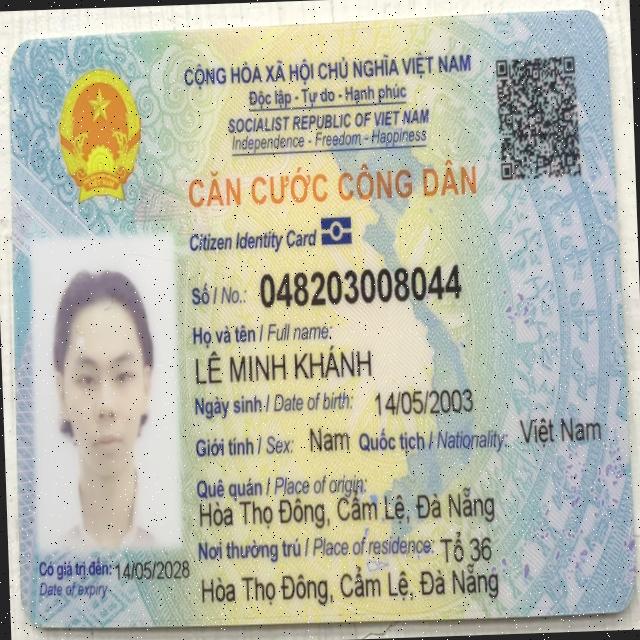 CỘNG HÒA XÃ HỘI CHỦ NGHĨA VIỆT NAM
Độc lập - Tự do - Hạnh phúc
SOCIALIST REPUBLIC OF VIET NAM
Independence - Freedom - Happiness
CĂN CƯỚC CÔNG DÂN
Citizen Identity Card
Số / No.: 048203008044
Họ và tên / Full name:
LÊ MINH KHÁNH
Ngày sinh / Date of birth: 14/05/2003
Giới tính / Sex: Nam Quốc tịch / Nationality: Việt Nam
Quê quán / Place of origin:
Hòa Thọ Đông, Cẩm Lệ, Đà Nẵng
Nơi thường trú / Place of residence: Tổ 36
Hòa Thọ Đông, Cẩm Lệ, Đà Nẵng
Có giá trị đến: 14/05/2028
Date of expiry